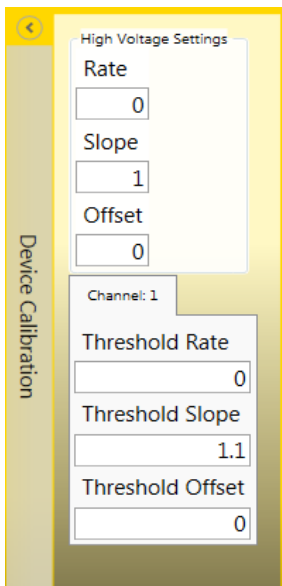 Device Calibration
High Voltage Settings
Rate
0
Slope
1
Offset
0
Channel: 1
Threshold Rate
0
Threshold Slope
1.1
Threshold Offset
0